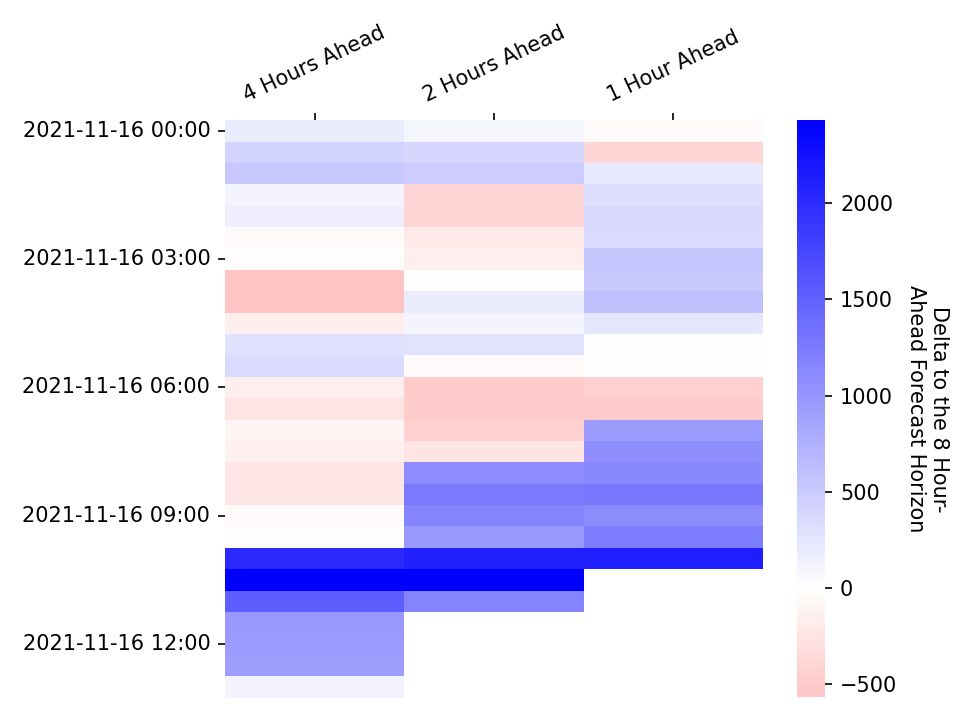 4 Hours Ahead
2 Hours Ahead
1 Hour Ahead
2021-11-16 00:00
2021-11-16 03:00
2021-11-16 06:00
2021-11-16 09:00
2021-11-16 12:00
2000
1500
1000
500
0
−500
Delta to the 8 Hour-
Ahead Forecast Horizon